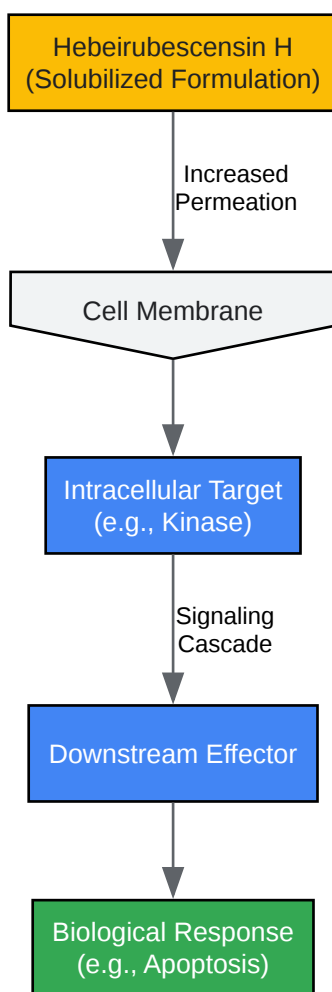 Hebeirubescensin H
(Solubilized Formulation)
Increased
Permeation
Cell Membrane
Intracellular Target
(e.g., Kinase)
Signaling
Cascade
Downstream Effector
Biological Response
(e.g., Apoptosis)